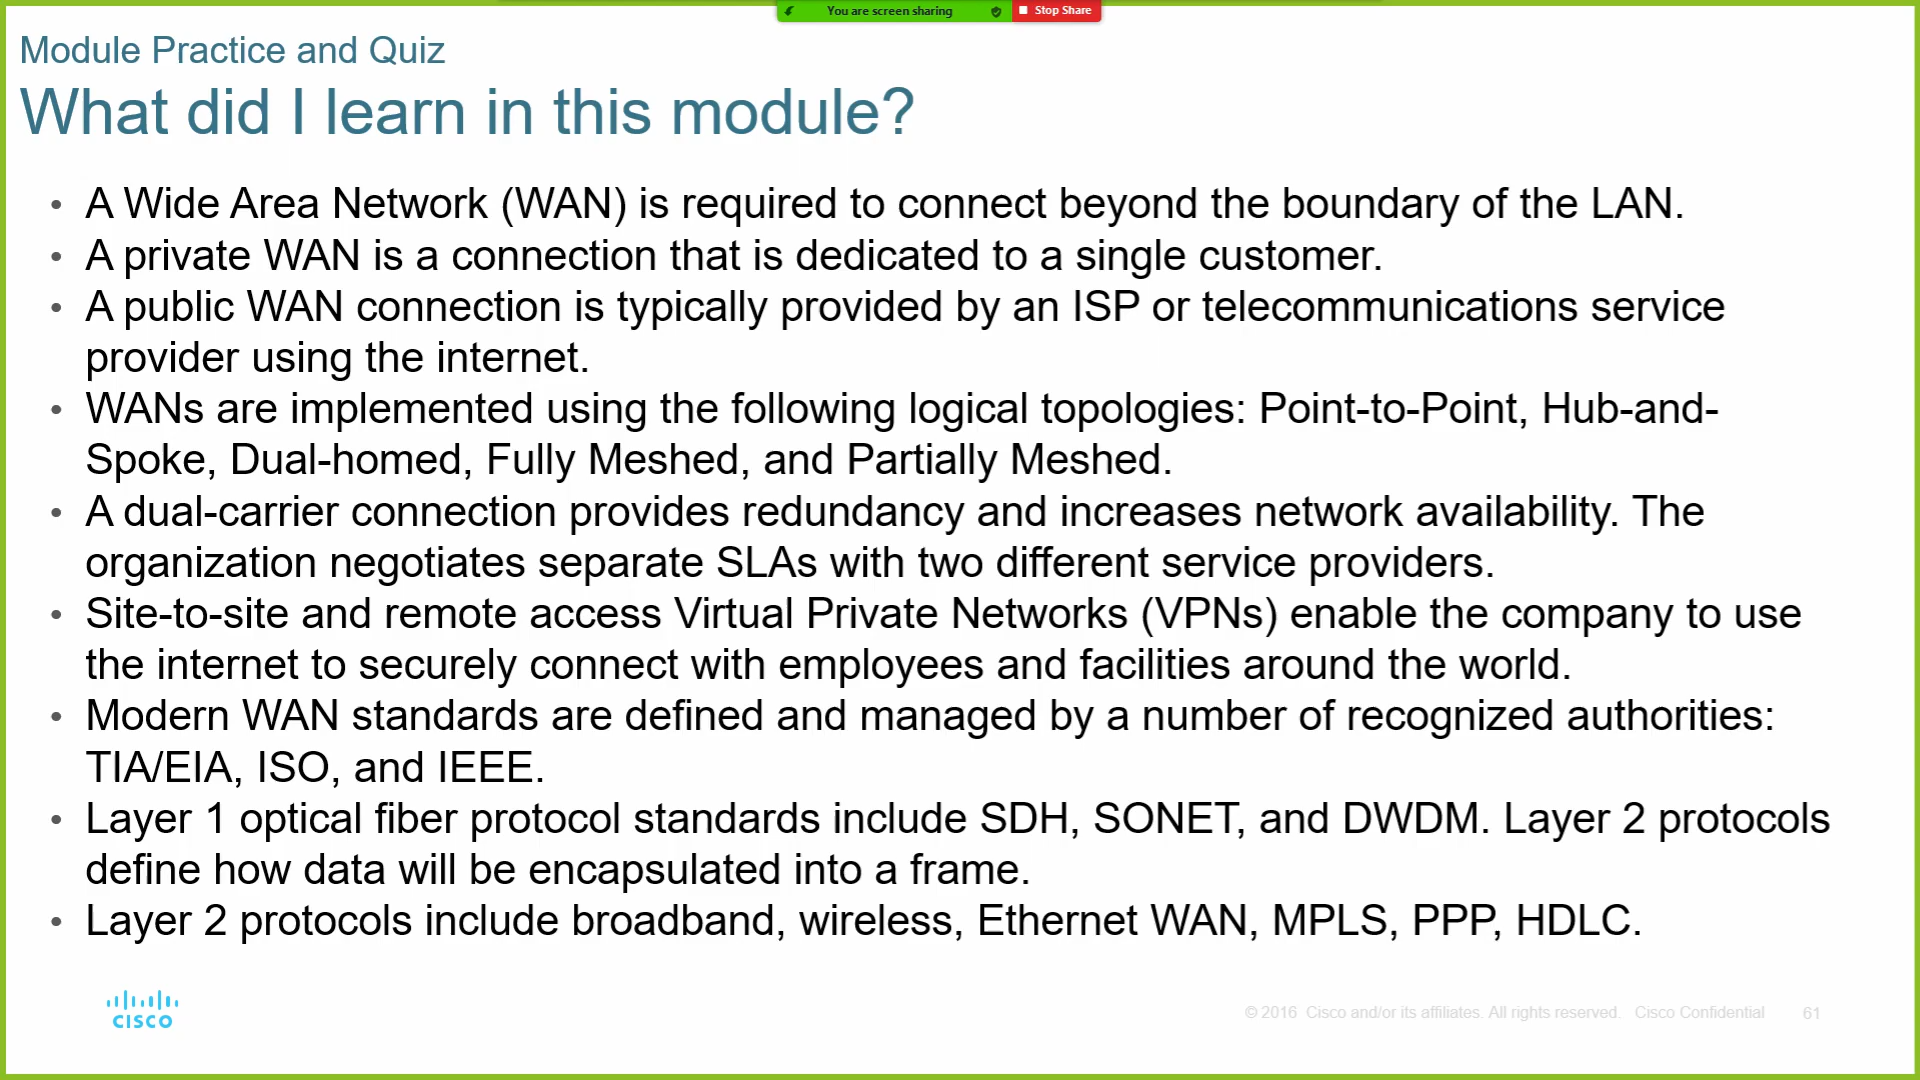 You are screen sharing
Stop Share
Module Practice and Quiz
What did I learn in this module?
• A Wide Area Network (WAN) is required to connect beyond the boundary of the LAN.
• A private WAN is a connection that is dedicated to a single customer.
• A public WAN connection is typically provided by an ISP or telecommunications service
provider using the internet.
• WANs are implemented using the following logical topologies: Point-to-Point, Hub-and-
Spoke, Dual-homed, Fully Meshed, and Partially Meshed.
• A dual-carrier connection provides redundancy and increases network availability. The
organization negotiates separate SLAs with two different service providers.
• Site-to-site and remote access Virtual Private Networks (VPNs) enable the company to use
the internet to securely connect with employees and facilities around the world.
• Modern WAN standards are defined and managed by a number of recognized authorities:
TIA/EIA, ISO, and IEEE.
• Layer 1 optical fiber protocol standards include SDH, SONET, and DWDM. Layer 2 protocols
define how data will be encapsulated into a frame.
• Layer 2 protocols include broadband, wireless, Ethernet WAN, MPLS, PPP, HDLC.
CISCO
© 2016 Cisco and/or its affiliates. All rights reserved. Cisco Confidential
61